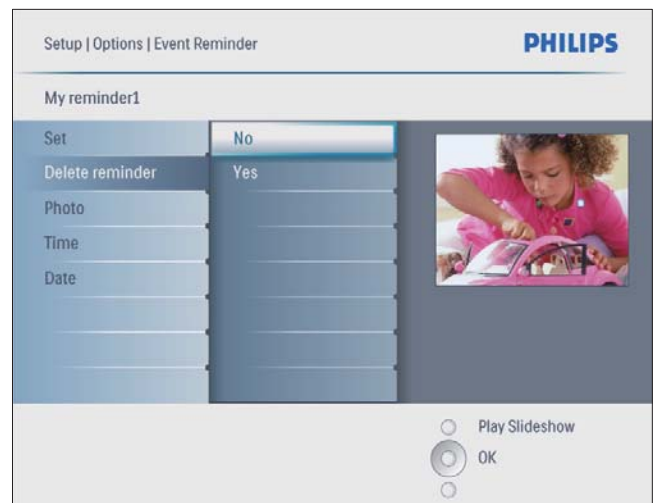 Setup | Options | Event Reminder
PHILIPS
My reminder1
Set
No
Delete reminder
Yes
Photo
Time
Date
Play Slideshow
OK